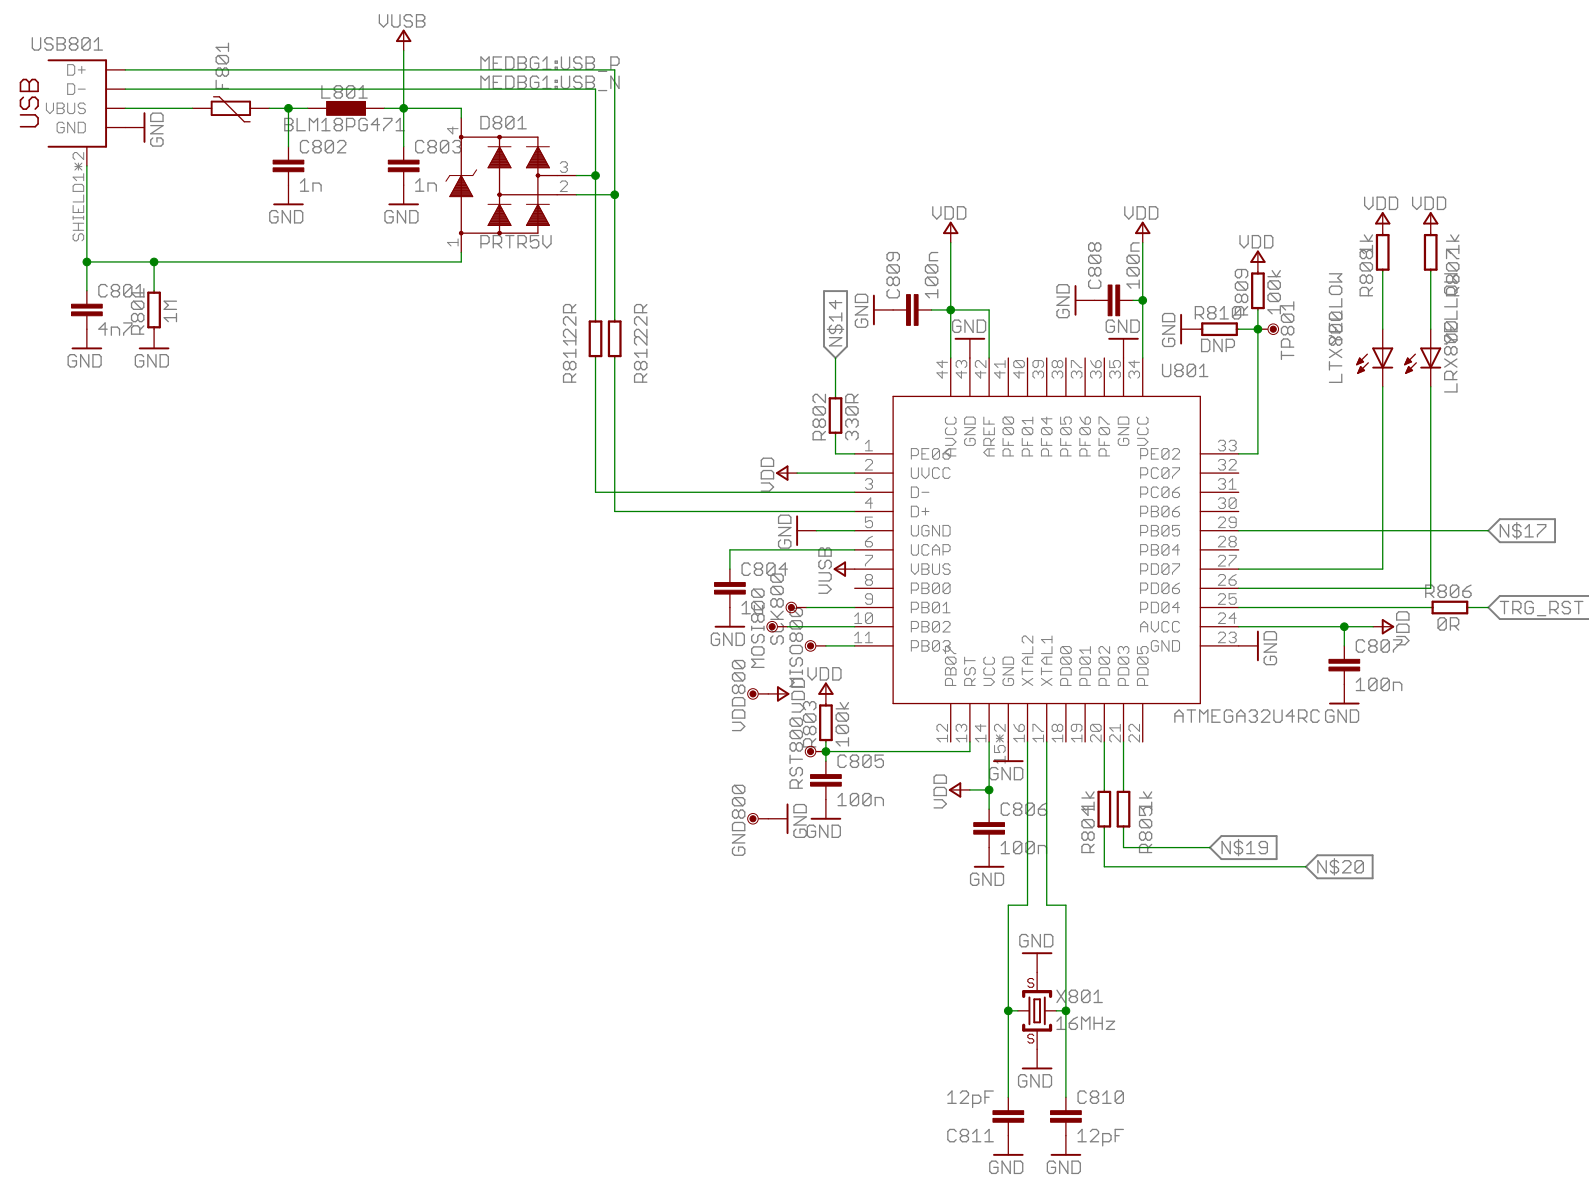 VUSB
USB801
USB
D+
D-
VBUS
GND
GND
SHIELD1*2
F801
L801
BLM18PG471
MEDBG1:USB_P
MEDBG1:USB_N
C802
1n
GND
C803
1n
GND
D801
4
3
2
1
PRTR5V
C801
4n7
GND
R801
1M
GND
R811
22R
R812
22R
N$14
R802
330R
VDD
C809
100n
GND
GND
VDD
C808
100n
GND
GND
VDD
R809
100k
R810
DNP
GND
TP801
VDD
VDD
R808
1k
R807
1k
LTX800
LRX800
U801
44
43
42
41
40
39
38
37
36
35
34
AVCC
GND
AREF
PF00
PF01
PF04
PF05
PF06
PF07
GND
VCC
1
PE06
2
UVCC
3
D-
4
D+
5
UGND
6
UCAP
7
VBUS
8
PB00
9
PB01
10
PB02
11
PB03
33
PE02
32
PC07
31
PC06
30
PB06
29
PB05
28
PB04
27
PD07
26
PD06
25
PD04
24
AVCC
23
GND
PB07
RST
VCC
GND
XTAL2
XTAL1
PD00
PD01
PD02
PD03
PD05
12
13
14
15*2
16
17
18
19
20
21
22
ATMEGA32U4RC
VDD
GND
VUSB
C804
GND
MOSI800
SCK800
MISO800
VDD800
VDD
RST800
VDD
R803
100k
C805
100n
GND
GND800
GND
VDD
C806
100n
GND
GND
R804
1k
R805
1k
N$19
N$20
N$17
R806
0R
TRG_RST
VDD
C807
100n
GND
GND
GND
S
X801
16MHz
S
GND
12pF
C811
GND
C810
12pF
GND